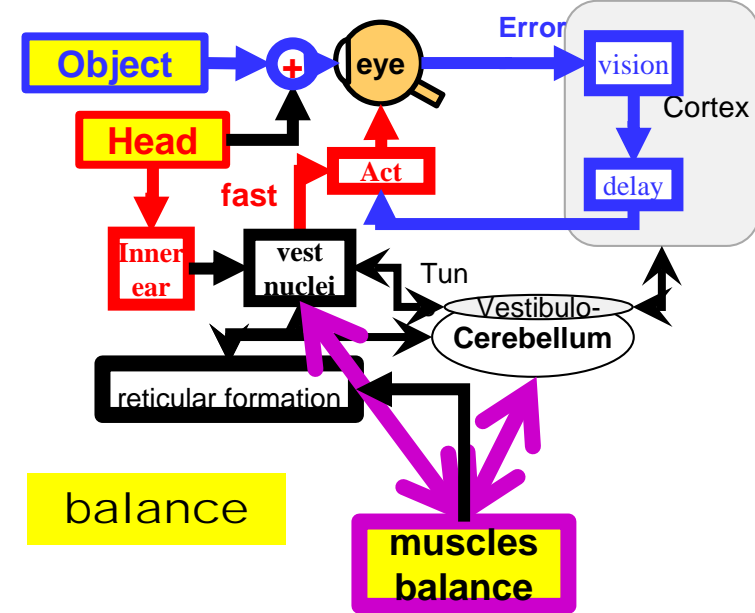 Error
Object
+
eye
vision
Cortex
Head
Act
delay
fast
Inner
ear
vest
nuclei
Tun
Vestibulo-
Cerebellum
reticular formation
balance
muscles
balance